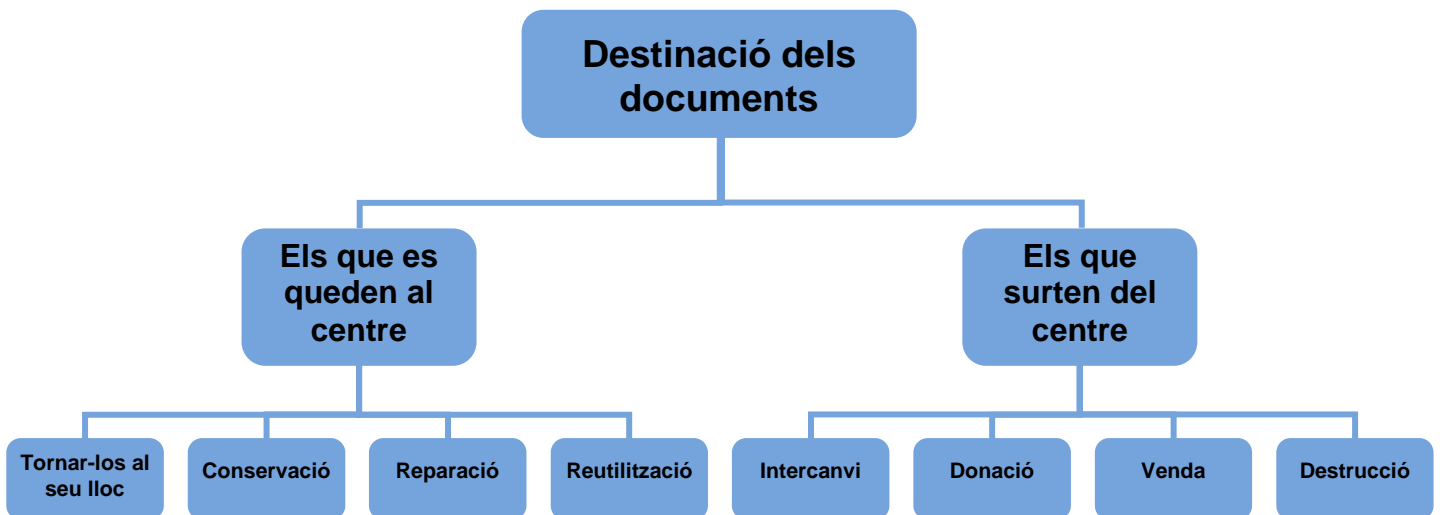 Destinació dels
documents
Els que es
queden al
centre
Els que
surten del
centre
Tornar-los al
seu lloc
Conservació
Reparació
Reutilització
Intercanvi
Donació
Venda
Destrucció